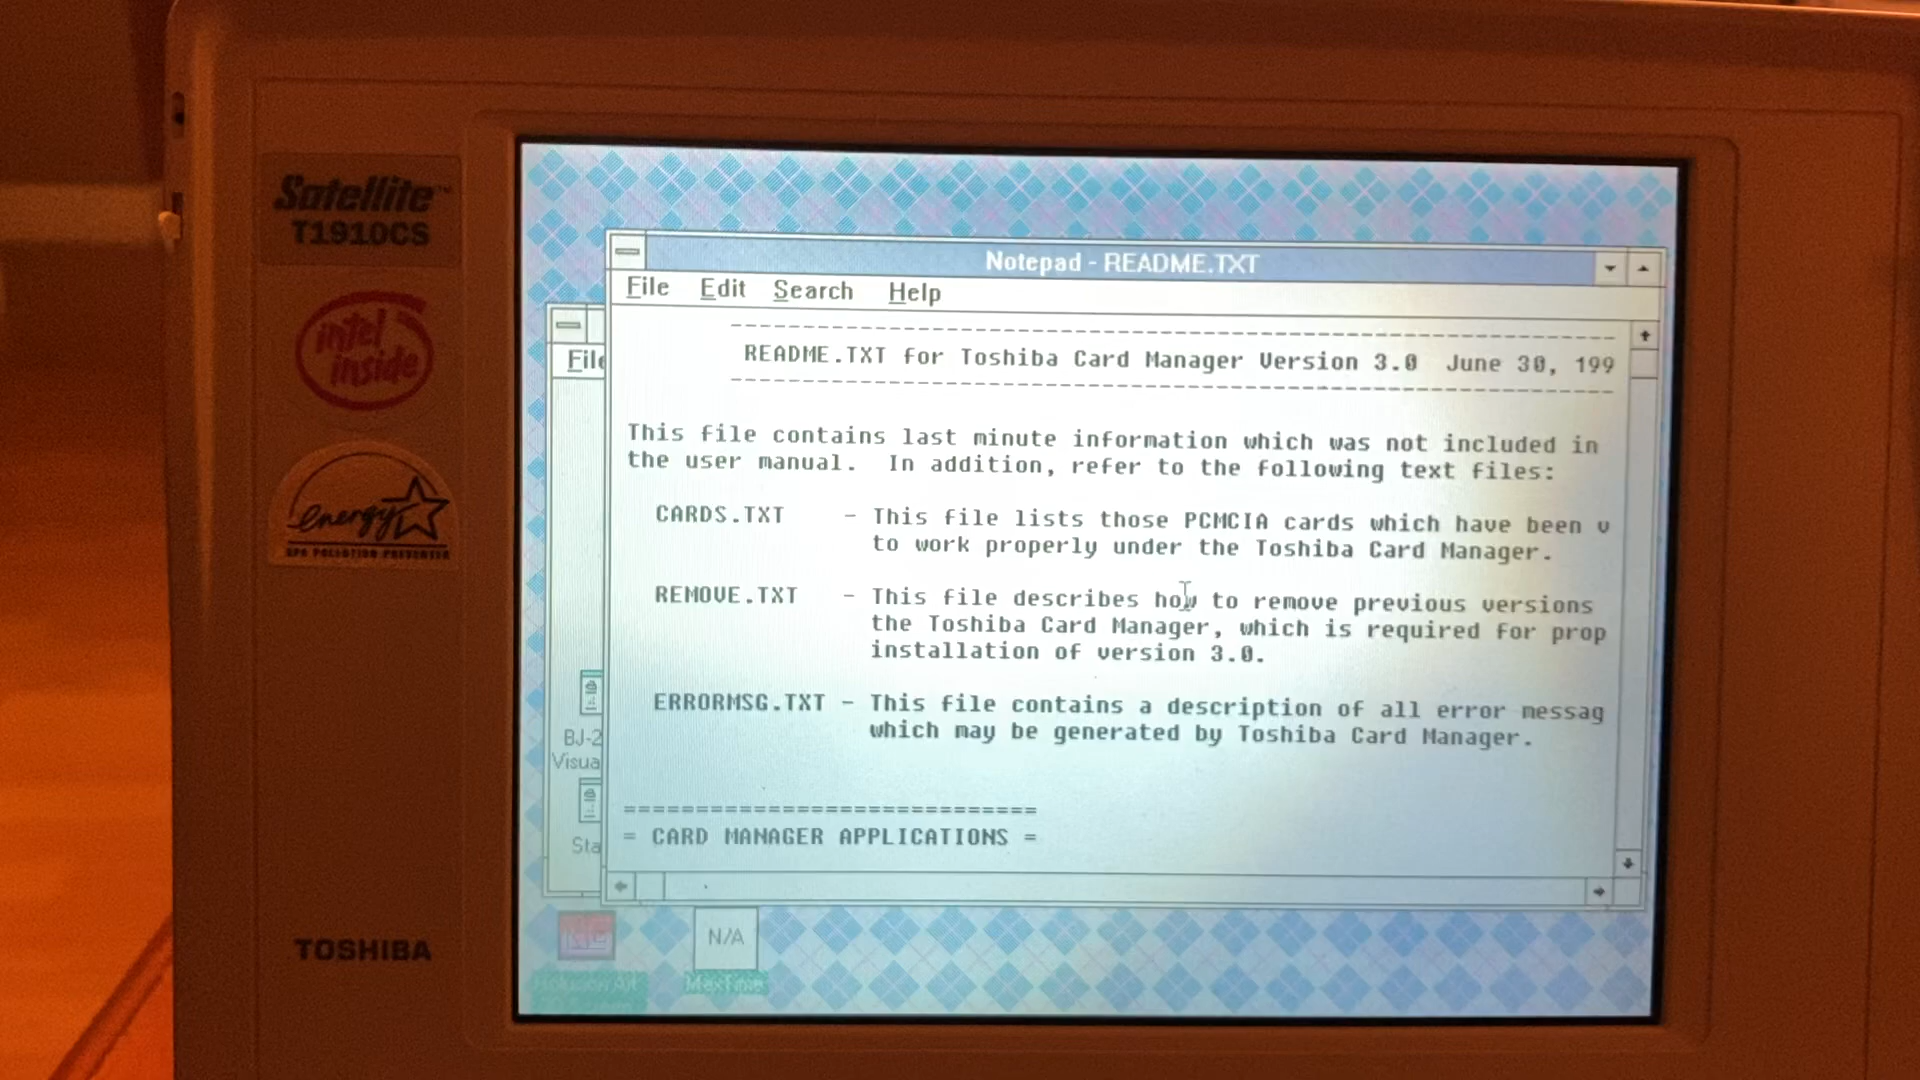 Satellite™
T1910CS
intel
inside
energy
EPA POLLUTION PREVENTER
TOSHIBA
Notepad - README.TXT
File Edit Search Help
File
--------------------------------------------------------------
README.TXT for Toshiba Card Manager Version 3.0  June 30, 199
--------------------------------------------------------------
This file contains last minute information which was not included in
the user manual.  In addition, refer to the following text files:
CARDS.TXT    - This file lists those PCMCIA cards which have been v
to work properly under the Toshiba Card Manager.
REMOVE.TXT   - This file describes how to remove previous versions
the Toshiba Card Manager, which is required for prop
installation of version 3.0.
ERRORMSG.TXT - This file contains a description of all error messag
which may be generated by Toshiba Card Manager.
=============================
= CARD MANAGER APPLICATIONS =
BJ-2
Visua
Sta
N/A
MaxTime